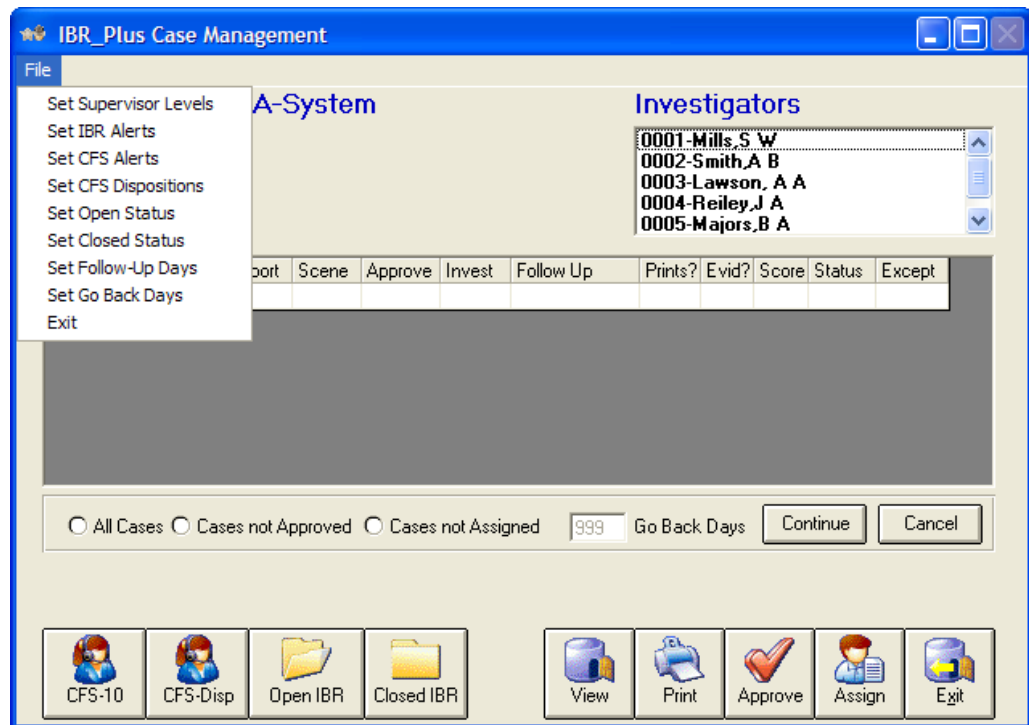 IBR_Plus Case Management
File
Set Supervisor Levels
Set IBR Alerts
Set CFS Alerts
Set CFS Dispositions
Set Open Status
Set Closed Status
Set Follow-Up Days
Set Go Back Days
Exit
A-System
Investigators
0001-Mills,S W
0002-Smith,A B
0003-Lawson, A A
0004-Reiley,J A
0005-Majors,B A
Scene Approve Invest Follow Up Prints? Evid? Score Status Except
All Cases Cases not Approved Cases not Assigned 999 Go Back Days Continue Cancel
CFS-10 CFS-Disp Open IBR Closed IBR View Print Approve Assign Exit